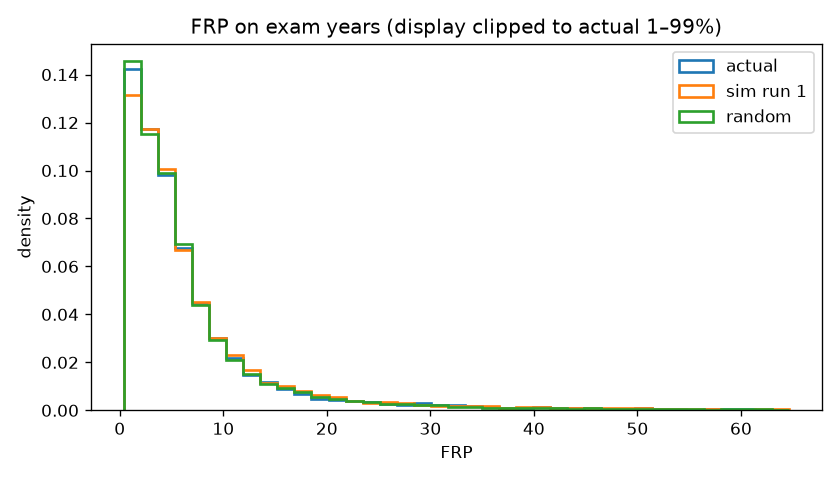 FRP on exam years (display clipped to actual 1–99%)
actual
sim run 1
random
density
0.14
0.12
0.10
0.08
0.06
0.04
0.02
0.00
0
10
20
30
40
50
60
FRP